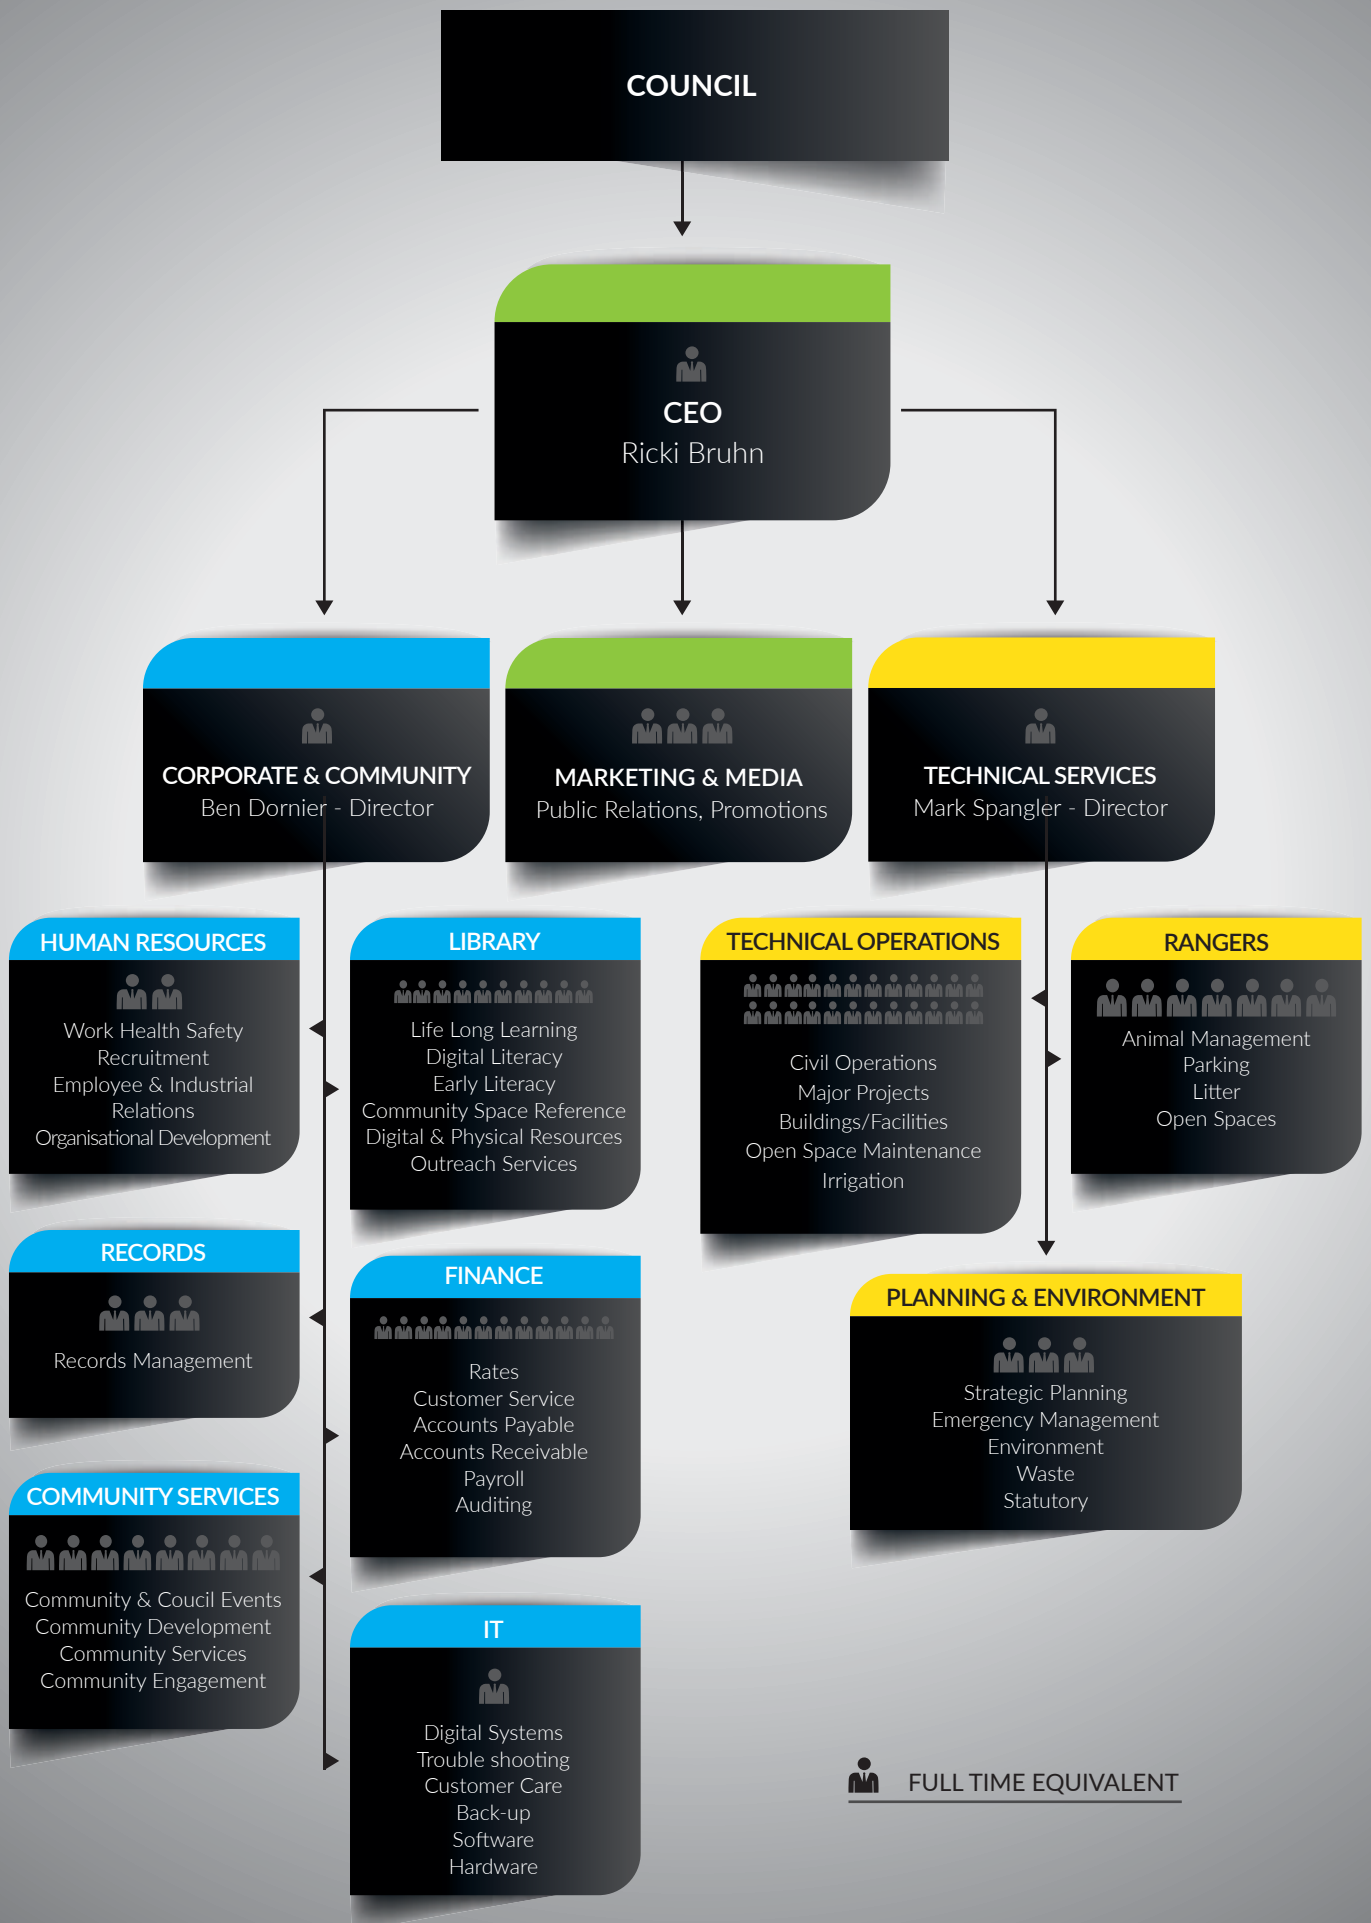 COUNCIL
CEO
Ricki Bruhn
CORPORATE & COMMUNITY
Ben Dornier - Director
MARKETING & MEDIA
Public Relations, Promotions
TECHNICAL SERVICES
Mark Spangler - Director
HUMAN RESOURCES
Work Health Safety
Recruitment
Employee & Industrial
Relations
Organisational Development
LIBRARY
Life Long Learning
Digital Literacy
Early Literacy
Community Space Reference
Digital & Physical Resources
Outreach Services
TECHNICAL OPERATIONS
Civil Operations
Major Projects
Buildings/Facilities
Open Space Maintenance
Irrigation
RANGERS
Animal Management
Parking
Litter
Open Spaces
RECORDS
Records Management
FINANCE
Rates
Customer Service
Accounts Payable
Accounts Receivable
Payroll
Auditing
PLANNING & ENVIRONMENT
Strategic Planning
Emergency Management
Environment
Waste
Statutory
COMMUNITY SERVICES
Community & Coucil Events
Community Development
Community Services
Community Engagement
IT
Digital Systems
Trouble shooting
Customer Care
Back-up
Software
Hardware
FULL TIME EQUIVALENT